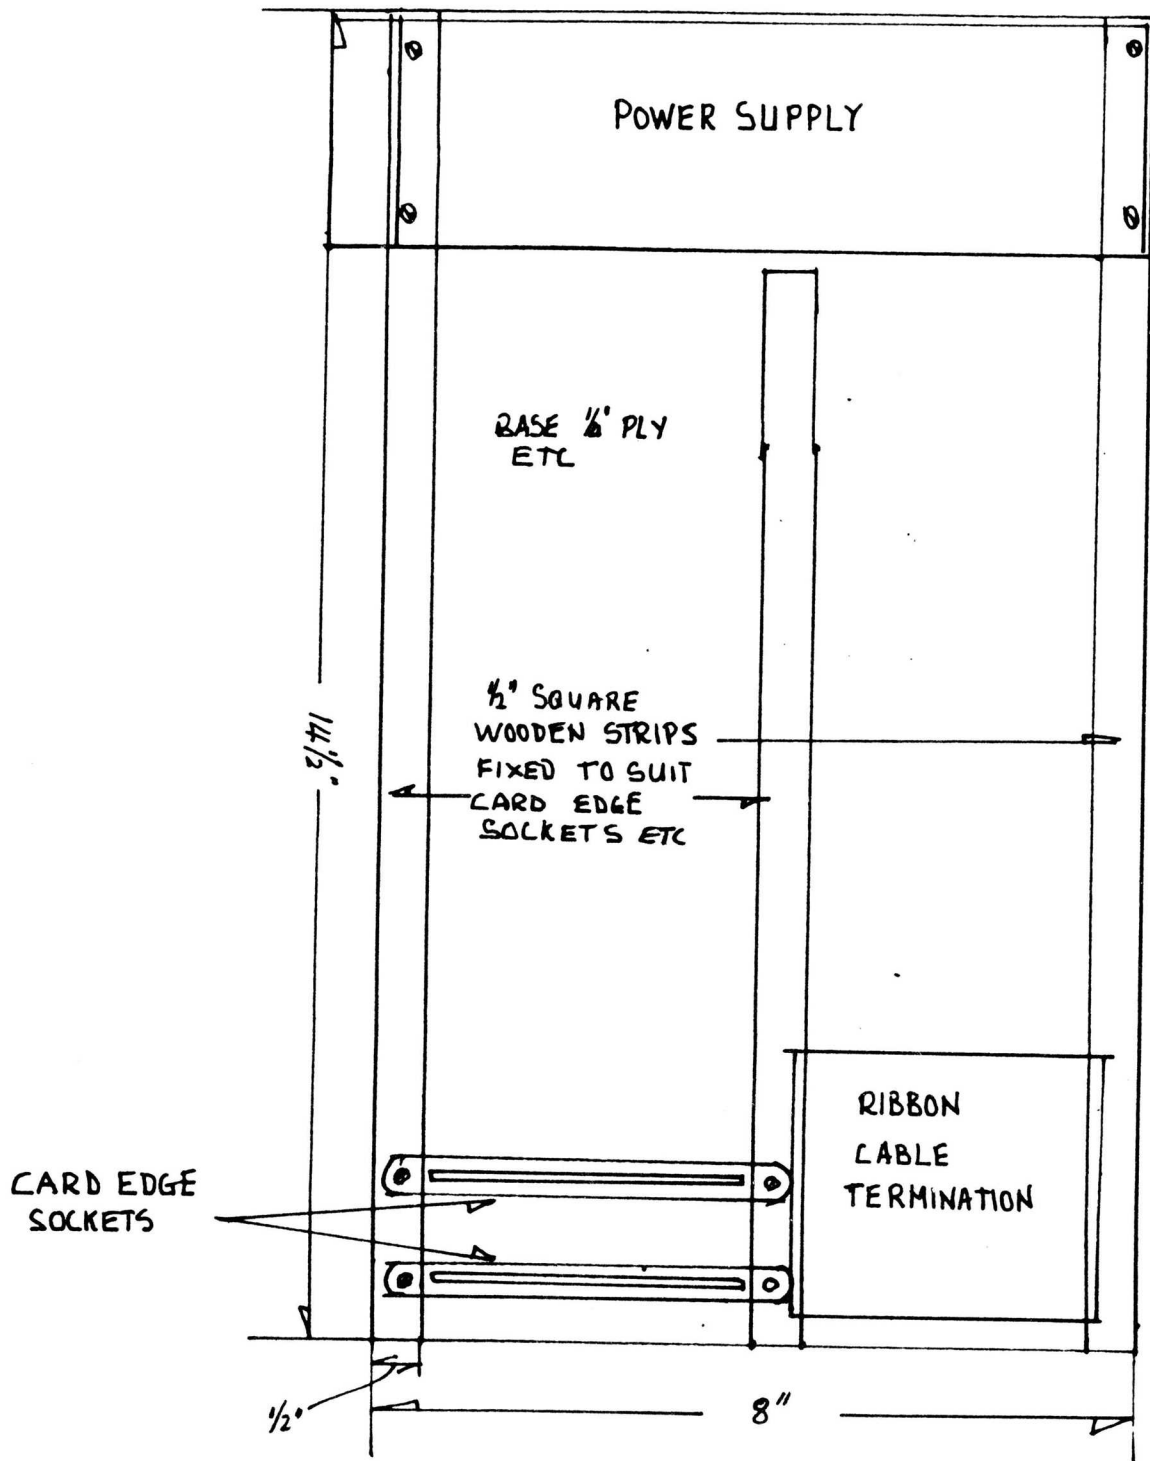 POWER SUPPLY
BASE ⅛" PLY
ETC
½" SQUARE
WOODEN STRIPS
FIXED TO SUIT
CARD EDGE
SOCKETS ETC
14½"
RIBBON
CABLE
TERMINATION
CARD EDGE
SOCKETS
½"
8"